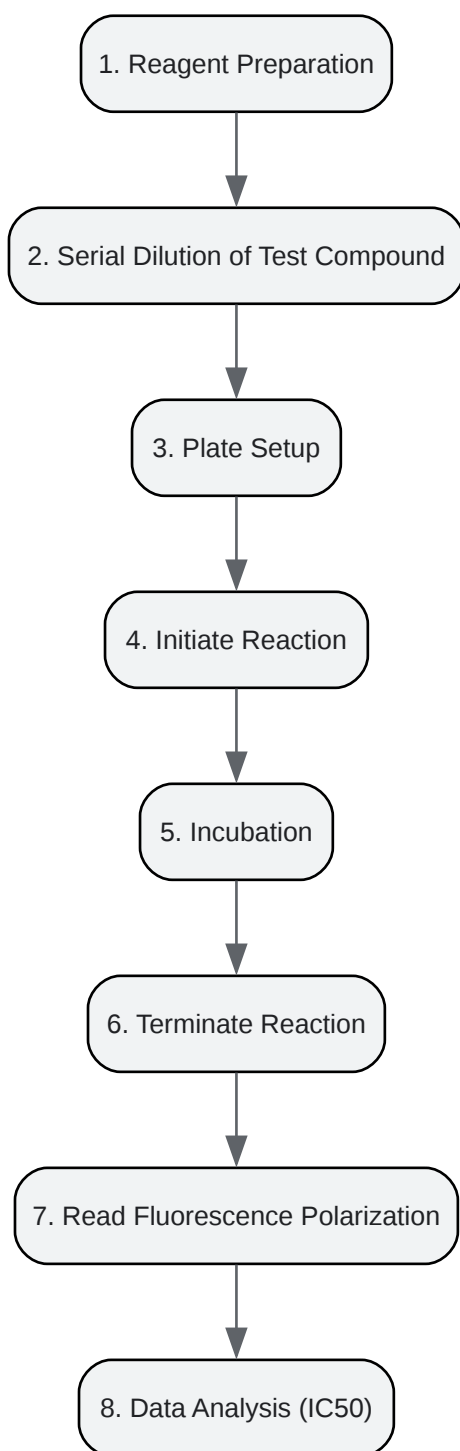 1. Reagent Preparation
2. Serial Dilution of Test Compound
3. Plate Setup
4. Initiate Reaction
5. Incubation
6. Terminate Reaction
7. Read Fluorescence Polarization
8. Data Analysis (IC50)